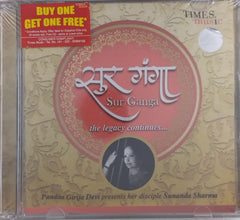 BUY ONE
GET ONE FREE*
TIMES
music
सुर गंगा
Sur Ganga
the legacy continues...
Pandita Girija Devi presents her disciple Sunanda Sharma